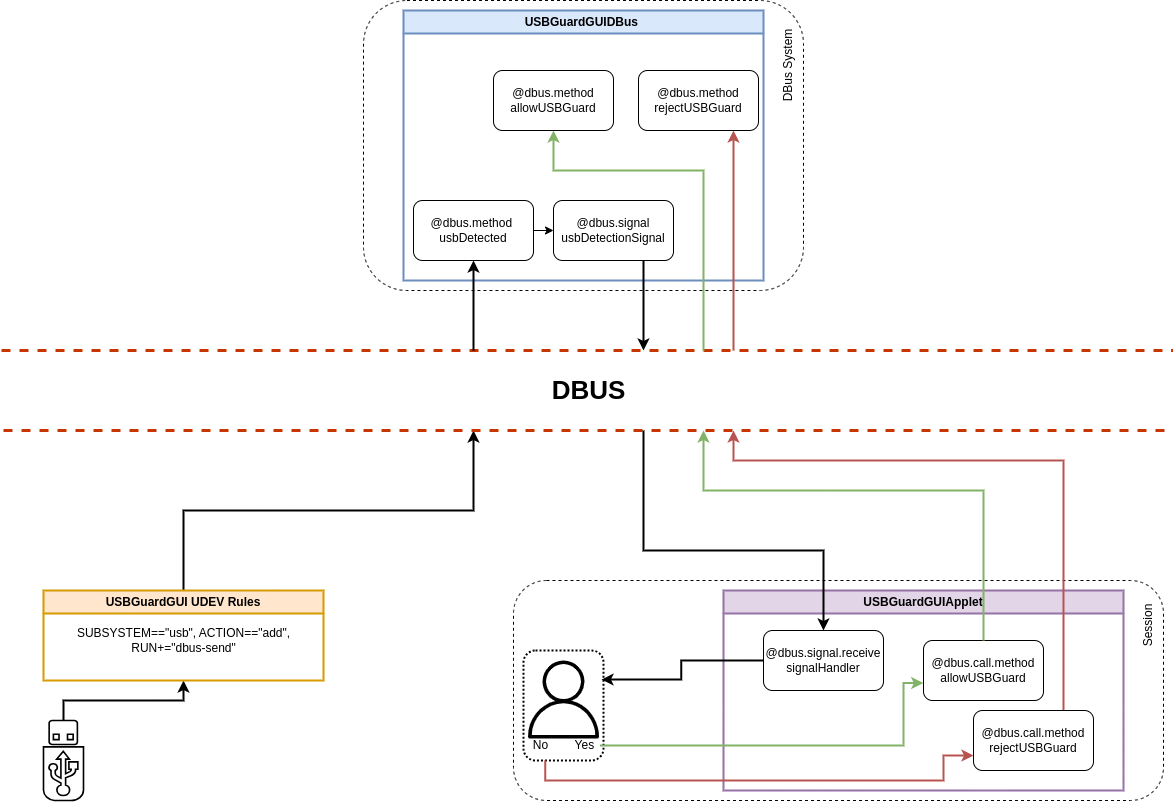 USBGuardGUIDBus
DBus System
@dbus.method
allowUSBGuard
@dbus.method
rejectUSBGuard
@dbus.method
usbDetected
@dbus.signal
usbDetectionSignal
DBUS
USBGuardGUI UDEV Rules
SUBSYSTEM=="usb", ACTION=="add",
RUN+="dbus-send"
USBGuardGUIApplet
Session
@dbus.signal.receive
signalHandler
@dbus.call.method
allowUSBGuard
@dbus.call.method
rejectUSBGuard
No
Yes